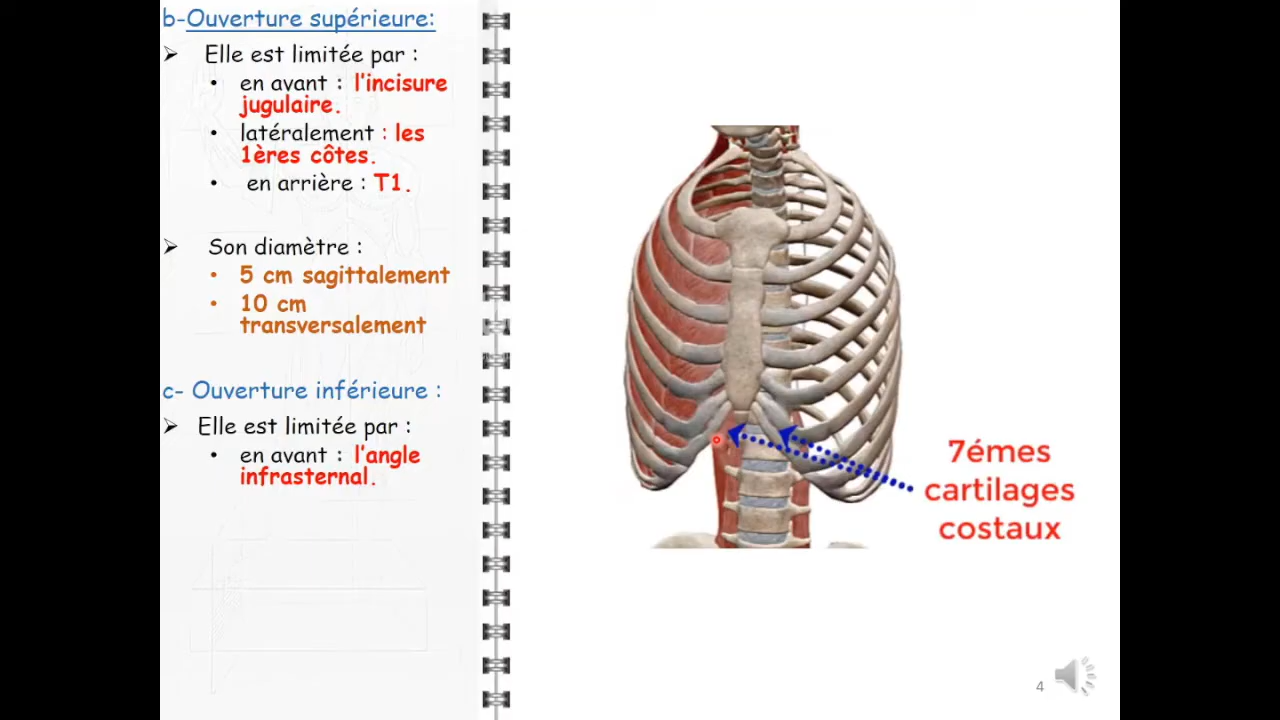 b-Ouverture supérieure:
➢ Elle est limitée par :
• en avant : l'incisure
jugulaire.
• latéralement : les
1ères côtes.
• en arrière : T1.
➢ Son diamètre :
• 5 cm sagittalement
• 10 cm
transversalement
c- Ouverture inférieure :
➢ Elle est limitée par :
• en avant : l'angle
infrasternal.
7émes
cartilages
costaux
4